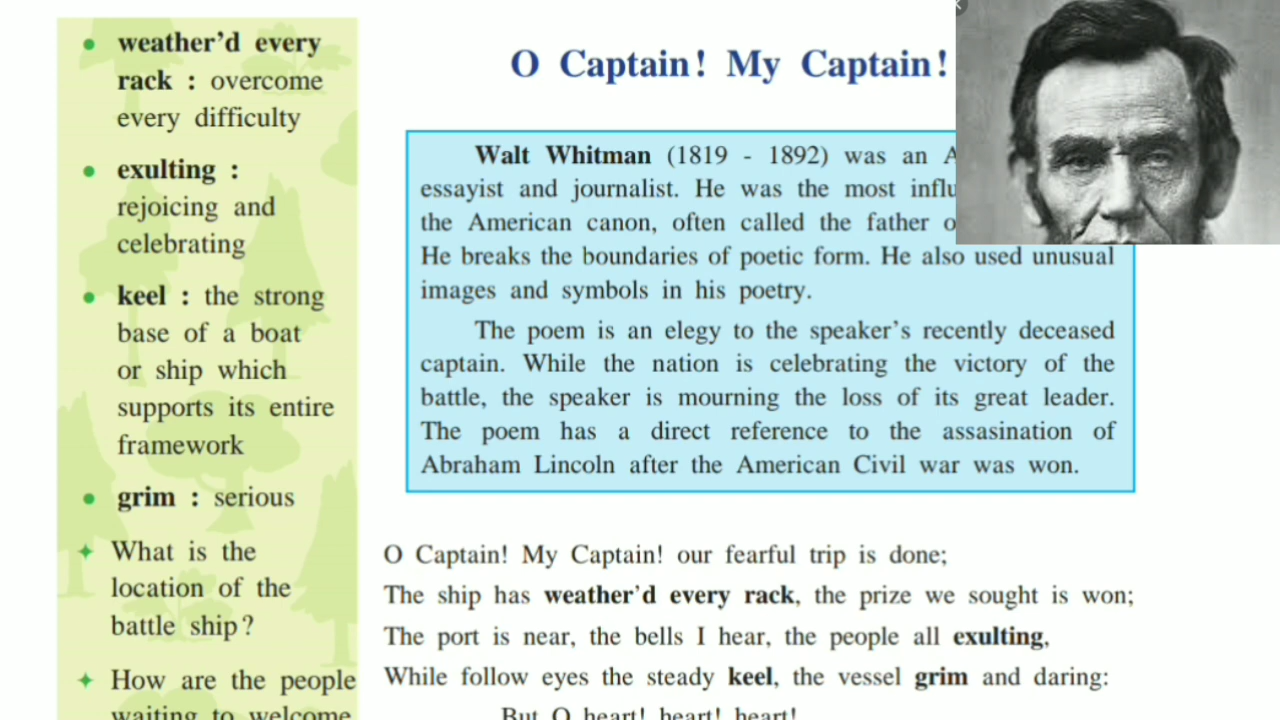 weather’d every
rack : overcome
every difficulty
exulting :
rejoicing and
celebrating
keel : the strong
base of a boat
or ship which
supports its entire
framework
grim : serious
What is the
location of the
battle ship?
How are the people
waiting to welcome
O Captain! My Captain!
Walt Whitman (1819 - 1892) was an
essayist and journalist. He was the most
the American canon, often called the father
He breaks the boundaries of poetic form. He also used unusual
images and symbols in his poetry.
The poem is an elegy to the speaker’s recently deceased
captain. While the nation is celebrating the victory of the
battle, the speaker is mourning the loss of its great leader.
The poem has a direct reference to the assasination of
Abraham Lincoln after the American Civil war was won.
O Captain! My Captain! our fearful trip is done;
The ship has weather’d every rack, the prize we sought is won;
The port is near, the bells I hear, the people all exulting,
While follow eyes the steady keel, the vessel grim and daring:
But O heart! heart! heart!